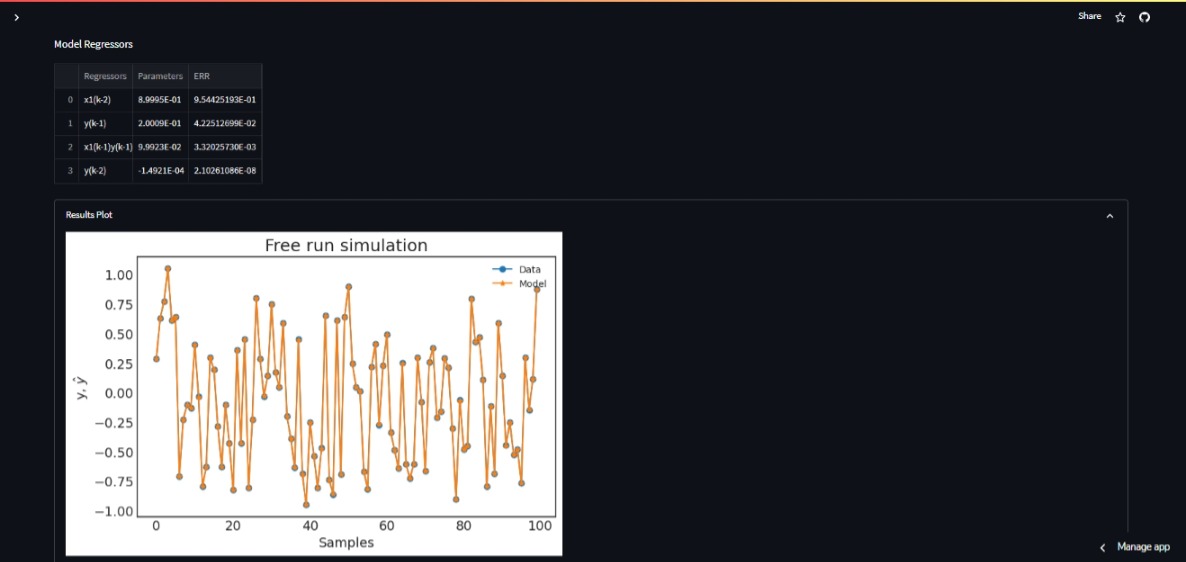 Share
Model Regressors
Regressors Parameters ERR
0 x1(k-2) 8.9995E-01 9.54425193E-01
1 y(k-1) 2.0009E-01 4.22512699E-02
2 x1(k-1)y(k-1) 9.9923E-02 3.32025730E-03
3 y(k-2) -1.4921E-04 2.10261086E-08
Results Plot
Free run simulation
Data
Model
1.00
0.75
0.50
0.25
0.00
−0.25
−0.50
−0.75
−1.00
y, ŷ
0 20 40 60 80 100
Samples
Manage app